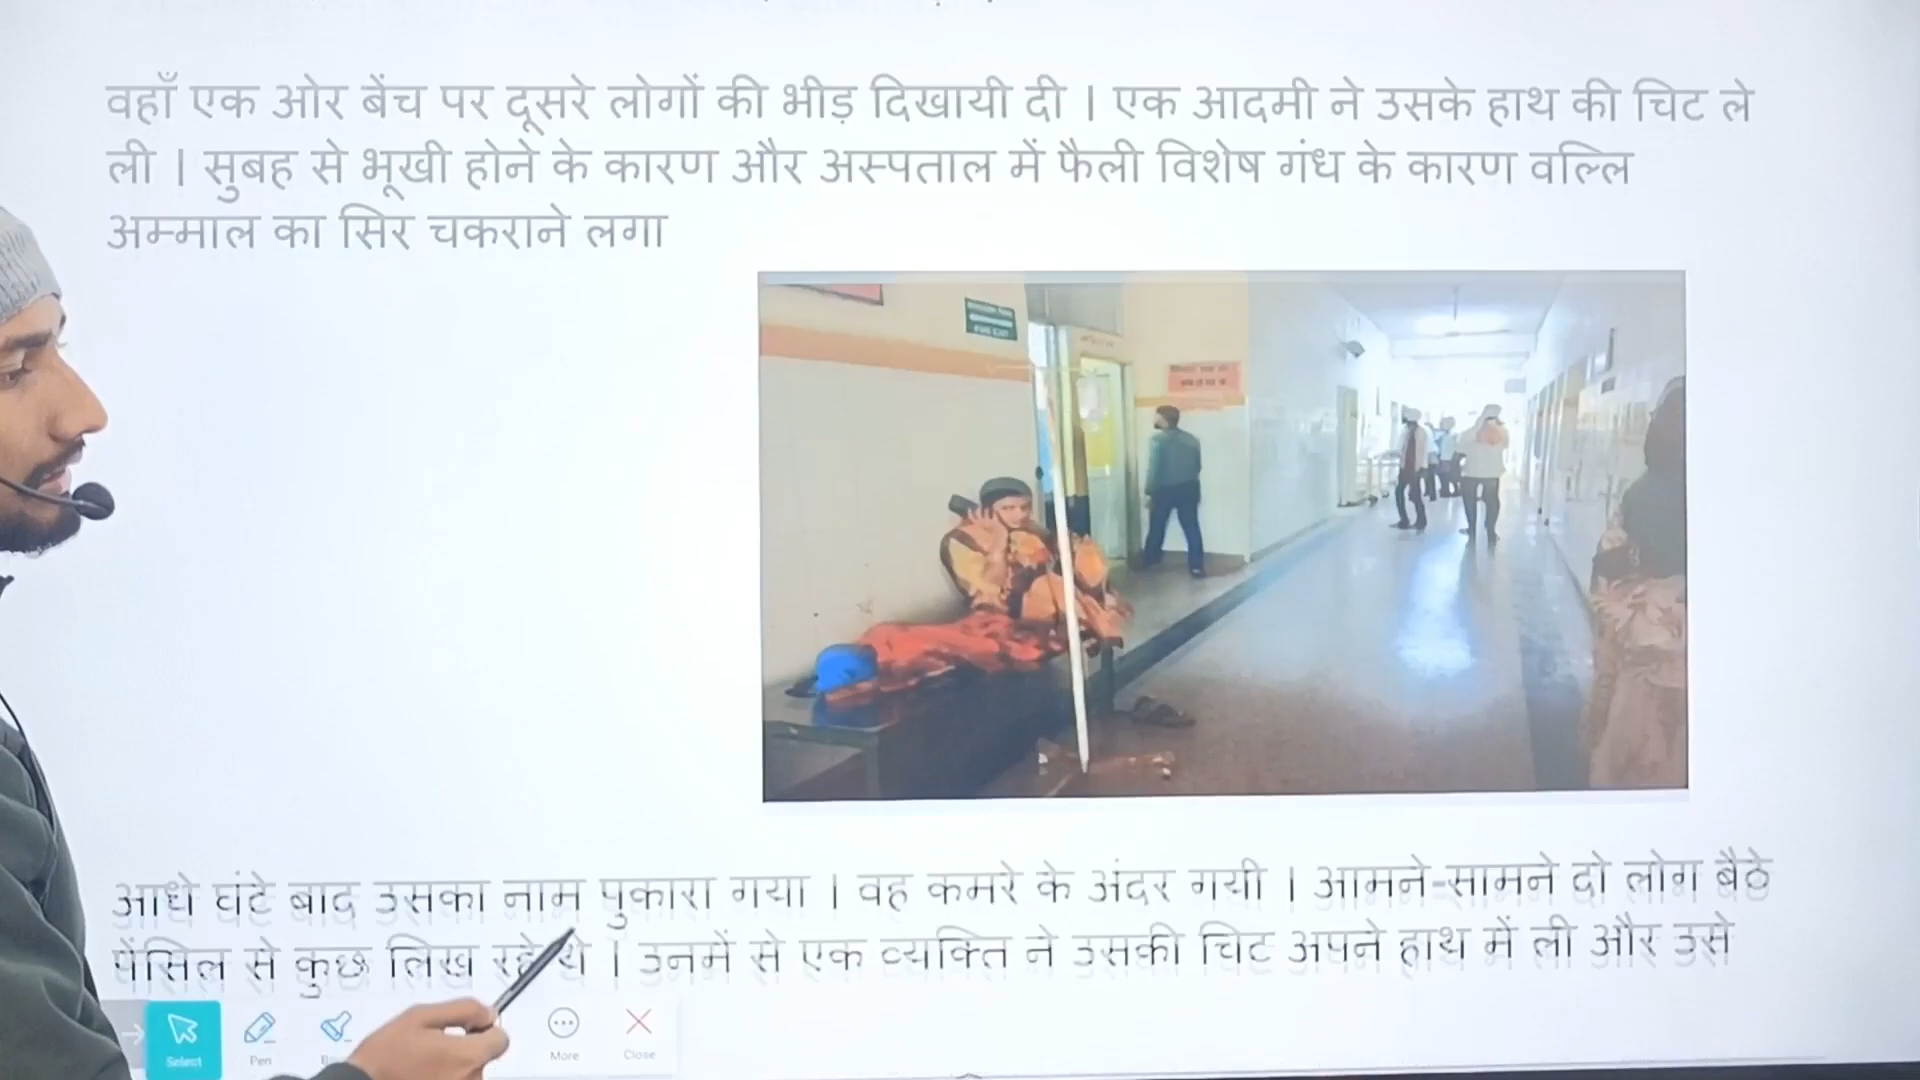 वहाँ एक ओर बेंच पर दूसरे लोगों की भीड़ दिखायी दी । एक आदमी ने उसके हाथ की चिट ले
ली । सुबह से भूखी होने के कारण और अस्पताल में फैली विशेष गंध के कारण वल्लि
अम्माल का सिर चकराने लगा
आधे घंटे बाद उसका नाम पुकारा गया । वह कमरे के अंदर गयी । आमने-सामने दो लोग बैठे
पेंसिल से कुछ लिख रहे थे । उनमें से एक व्यक्ति ने उसकी चिट अपने हाथ में ली और उसे
Select
Pen
More
Close